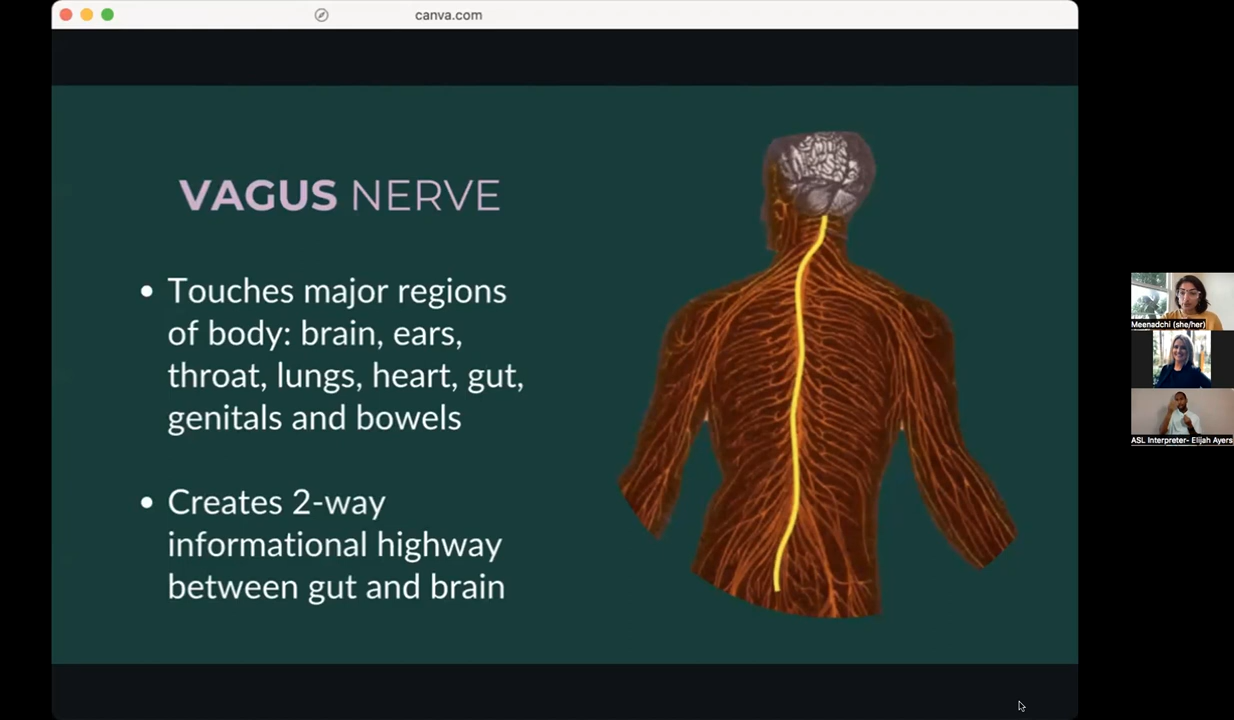 canva.com
VAGUS NERVE
• Touches major regions
of body: brain, ears,
throat, lungs, heart, gut,
genitals and bowels
• Creates 2-way
informational highway
between gut and brain
Meenadchi (she/her)
ASL Interpreter- Elijah Ayers